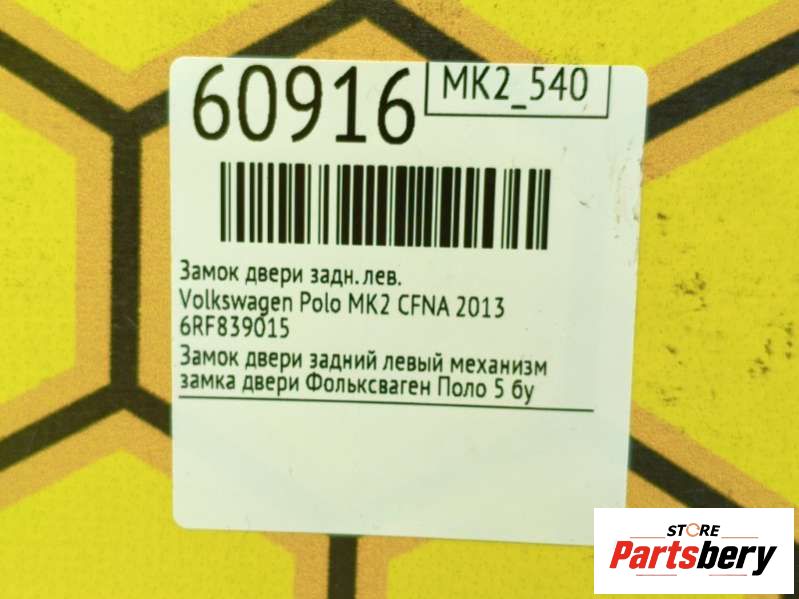 60916
MK2_540
Замок двери задн. лев.
Volkswagen Polo MK2 CFNA 2013
6RF839015
Замок двери задний левый механизм
замка двери Фольксваген Поло 5 бу
STORE
Partsbery